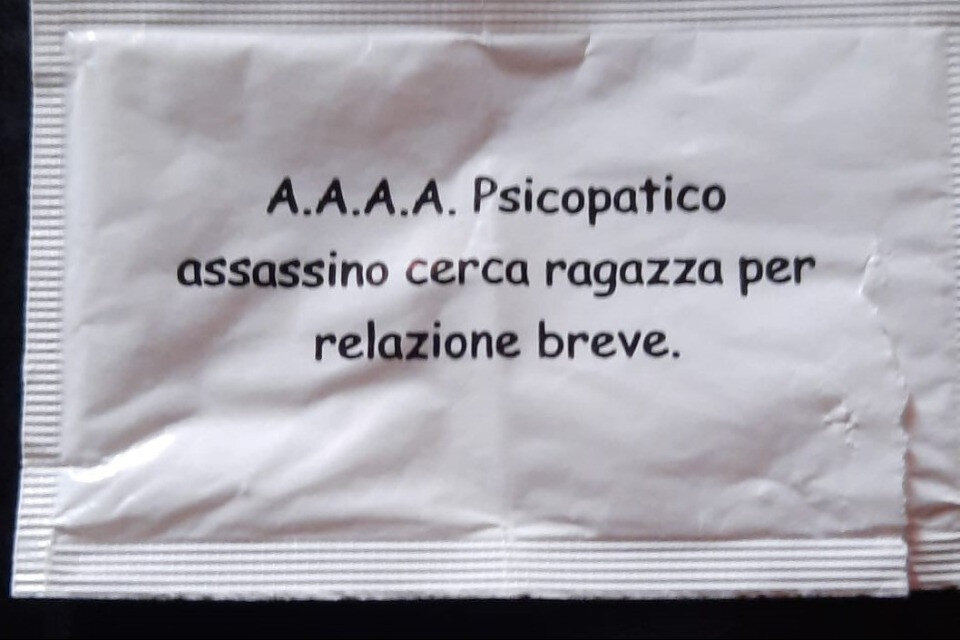 A.A.A.A. Psicopatico
assassino cerca ragazza per
relazione breve.